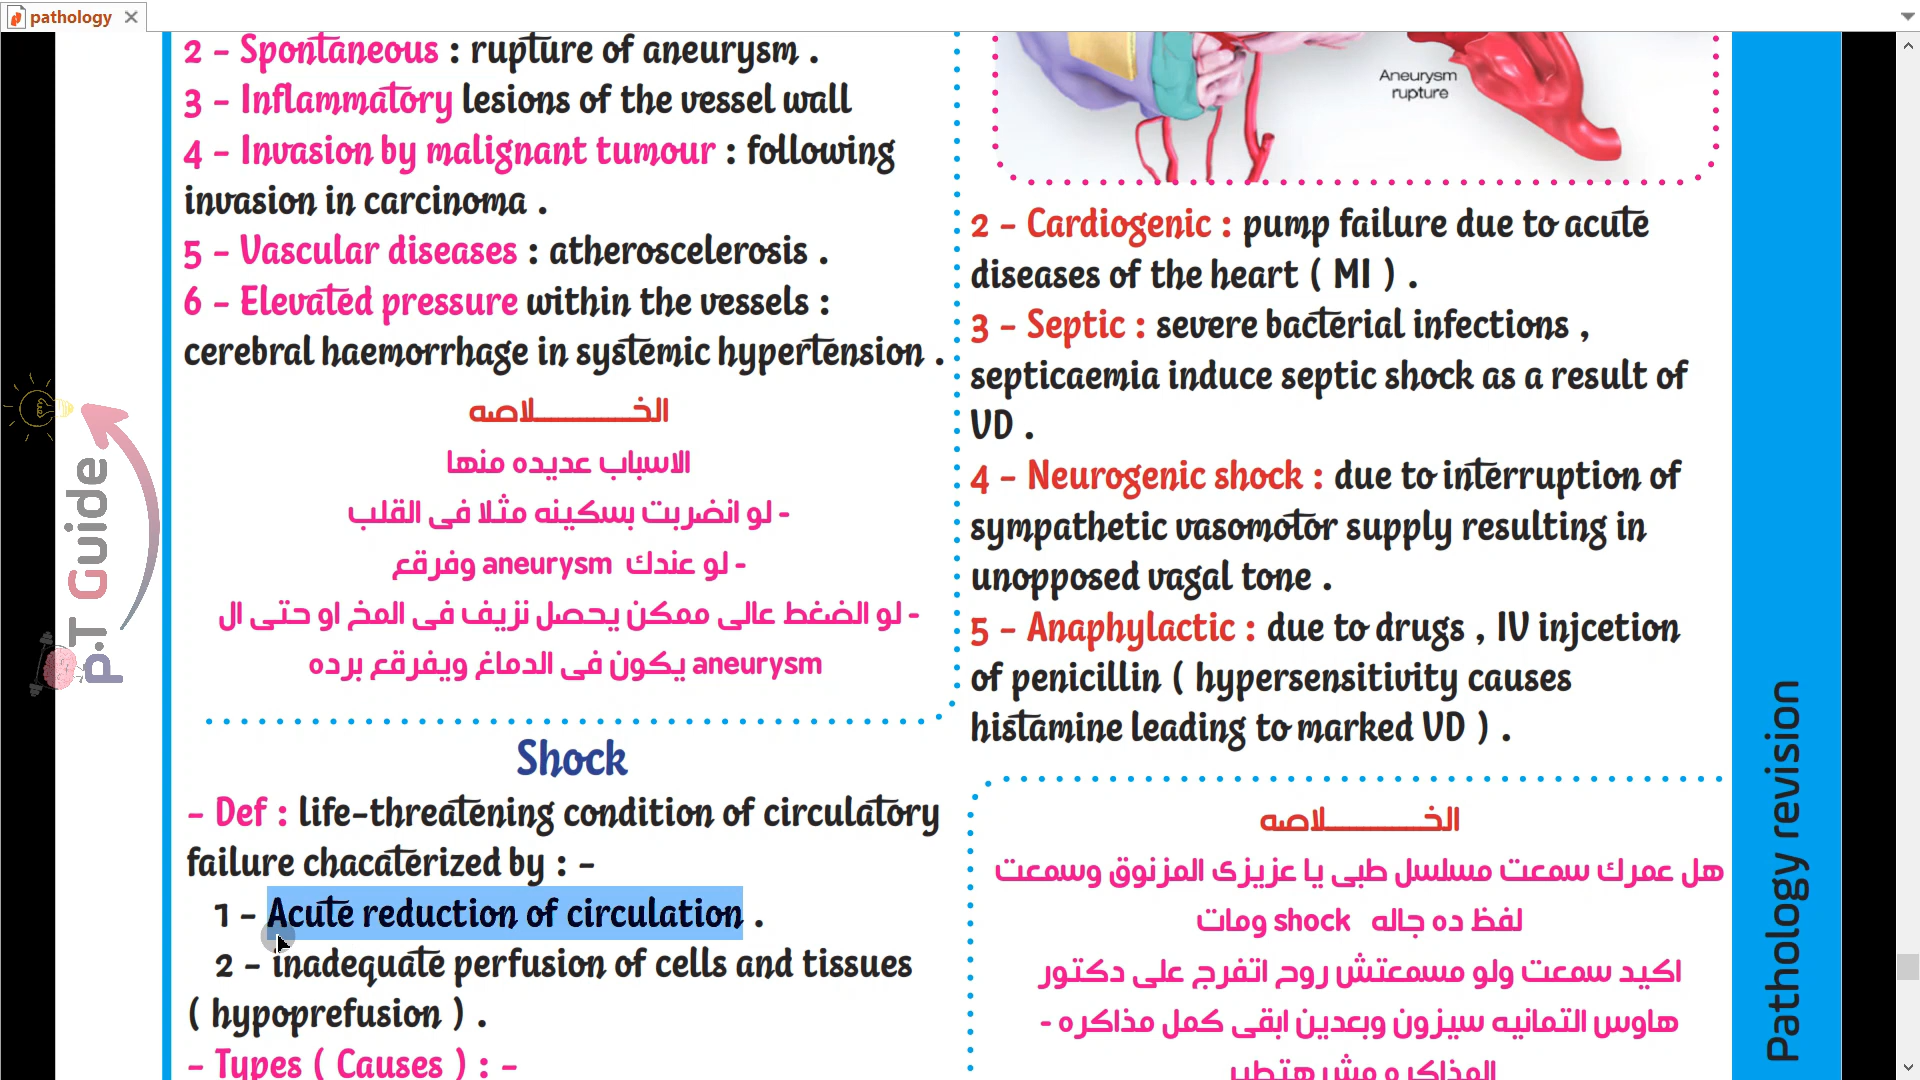 pathology
2 - Spontaneous : rupture of aneurysm .
3 - Inflammatory lesions of the vessel wall
4 - Invasion by malignant tumour : following
invasion in carcinoma .
5 - Vascular diseases : atheroscelerosis .
6 - Elevated pressure within the vessels :
cerebral haemorrhage in systemic hypertension .
الخــــــــــلاصه
الاسباب عديده منها
- لو انضربت بسكينه مثلا فى القلب
- لو عندك aneurysm وفرقع
- لو الضغط عالى ممكن يحصل نزيف فى المخ او حتى ال
aneurysm يكون فى الدماغ ويفرقع برده
Shock
- Def : life-threatening condition of circulatory
failure chacaterized by : -
1 - Acute reduction of circulation .
2 - inadequate perfusion of cells and tissues
( hypoprefusion ) .
- Types ( Causes ) : -
Aneurysm
rupture
2 - Cardiogenic : pump failure due to acute
diseases of the heart ( MI ) .
3 - Septic : severe bacterial infections ,
septicaemia induce septic shock as a result of
VD .
4 - Neurogenic shock : due to interruption of
sympathetic vasomotor supply resulting in
unopposed vagal tone .
5 - Anaphylactic : due to drugs , IV injcetion
of penicillin ( hypersensitivity causes
histamine leading to marked VD ) .
الخــــــــــلاصه
هل عمرك سمعت مسلسل طبى يا عزيزى المزنوق وسمعت
لفظ ده جاله shock ومات
اكيد سمعت ولو مسمعتش روح اتفرج على دكتور
هاوس التمانيه سيزون وبعدين ابقى كمل مذاكره -
المذاكره مش هتطير
P.T Guide
Pathology revision